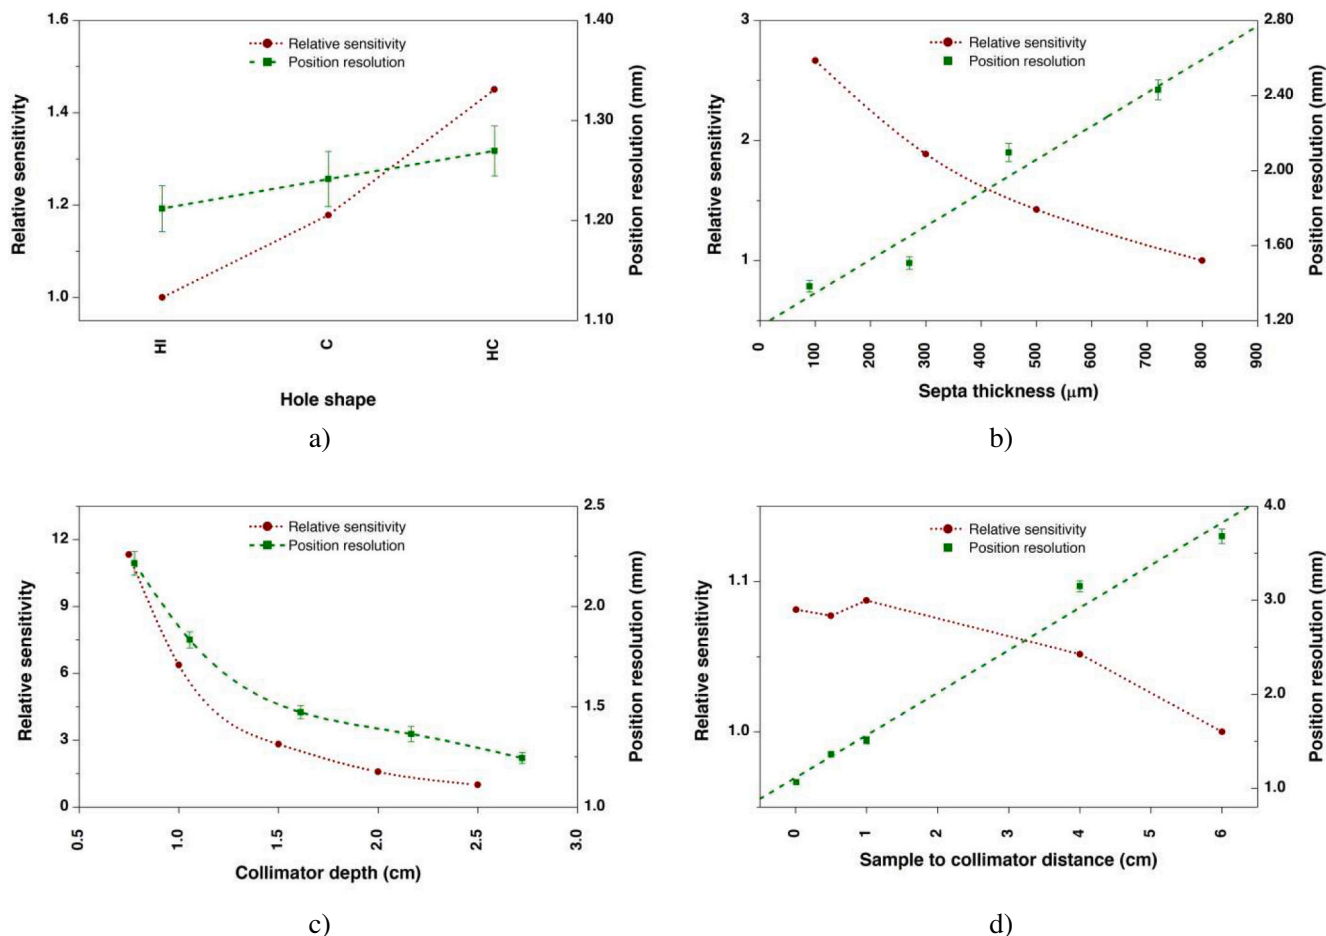 1.6
1.4
1.2
1.0
Relative sensitivity
Relative sensitivity
Position resolution
1.40
1.30
1.20
1.10
Position resolution (mm)
HI
C
HC
Hole shape
a)
3
2
1
Relative sensitivity
Relative sensitivity
Position resolution
2.80
2.40
2.00
1.60
1.20
Position resolution (mm)
0
100
200
300
400
500
600
700
800
900
Septa thickness (μm)
b)
12
9
6
3
0
Relative sensitivity
Relative sensitivity
Position resolution
2.5
2.0
1.5
1.0
Position resolution (mm)
0.5
1.0
1.5
2.0
2.5
3.0
Collimator depth (cm)
c)
1.1
1.0
Relative sensitivity
Relative sensitivity
Position resolution
4.0
3.0
2.0
1.0
Position resolution (mm)
0
1
2
3
4
5
6
Sample to collimator distance (cm)
d)